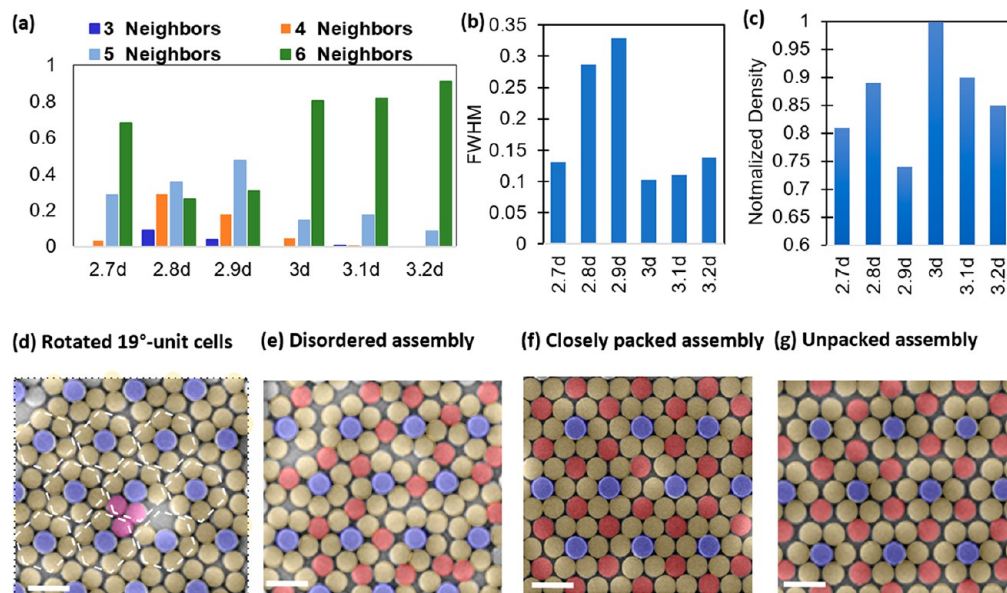 (a)
3 Neighbors
4 Neighbors
5 Neighbors
6 Neighbors
1
0.8
0.6
0.4
0.2
0
2.7d 2.8d 2.9d 3d 3.1d 3.2d
(b)
FWHM
0.35
0.3
0.25
0.2
0.15
0.1
0.05
0
2.7d 2.8d 2.9d 3d 3.1d 3.2d
(c)
Notmalized Density
1
0.95
0.9
0.85
0.8
0.75
0.7
0.65
0.6
2.7d 2.8d 2.9d 3d 3.1d 3.2d
(d) Rotated 19°-unit cells
(e) Disordered assembly
(f) Closely packed assembly
(g) Unpacked assembly